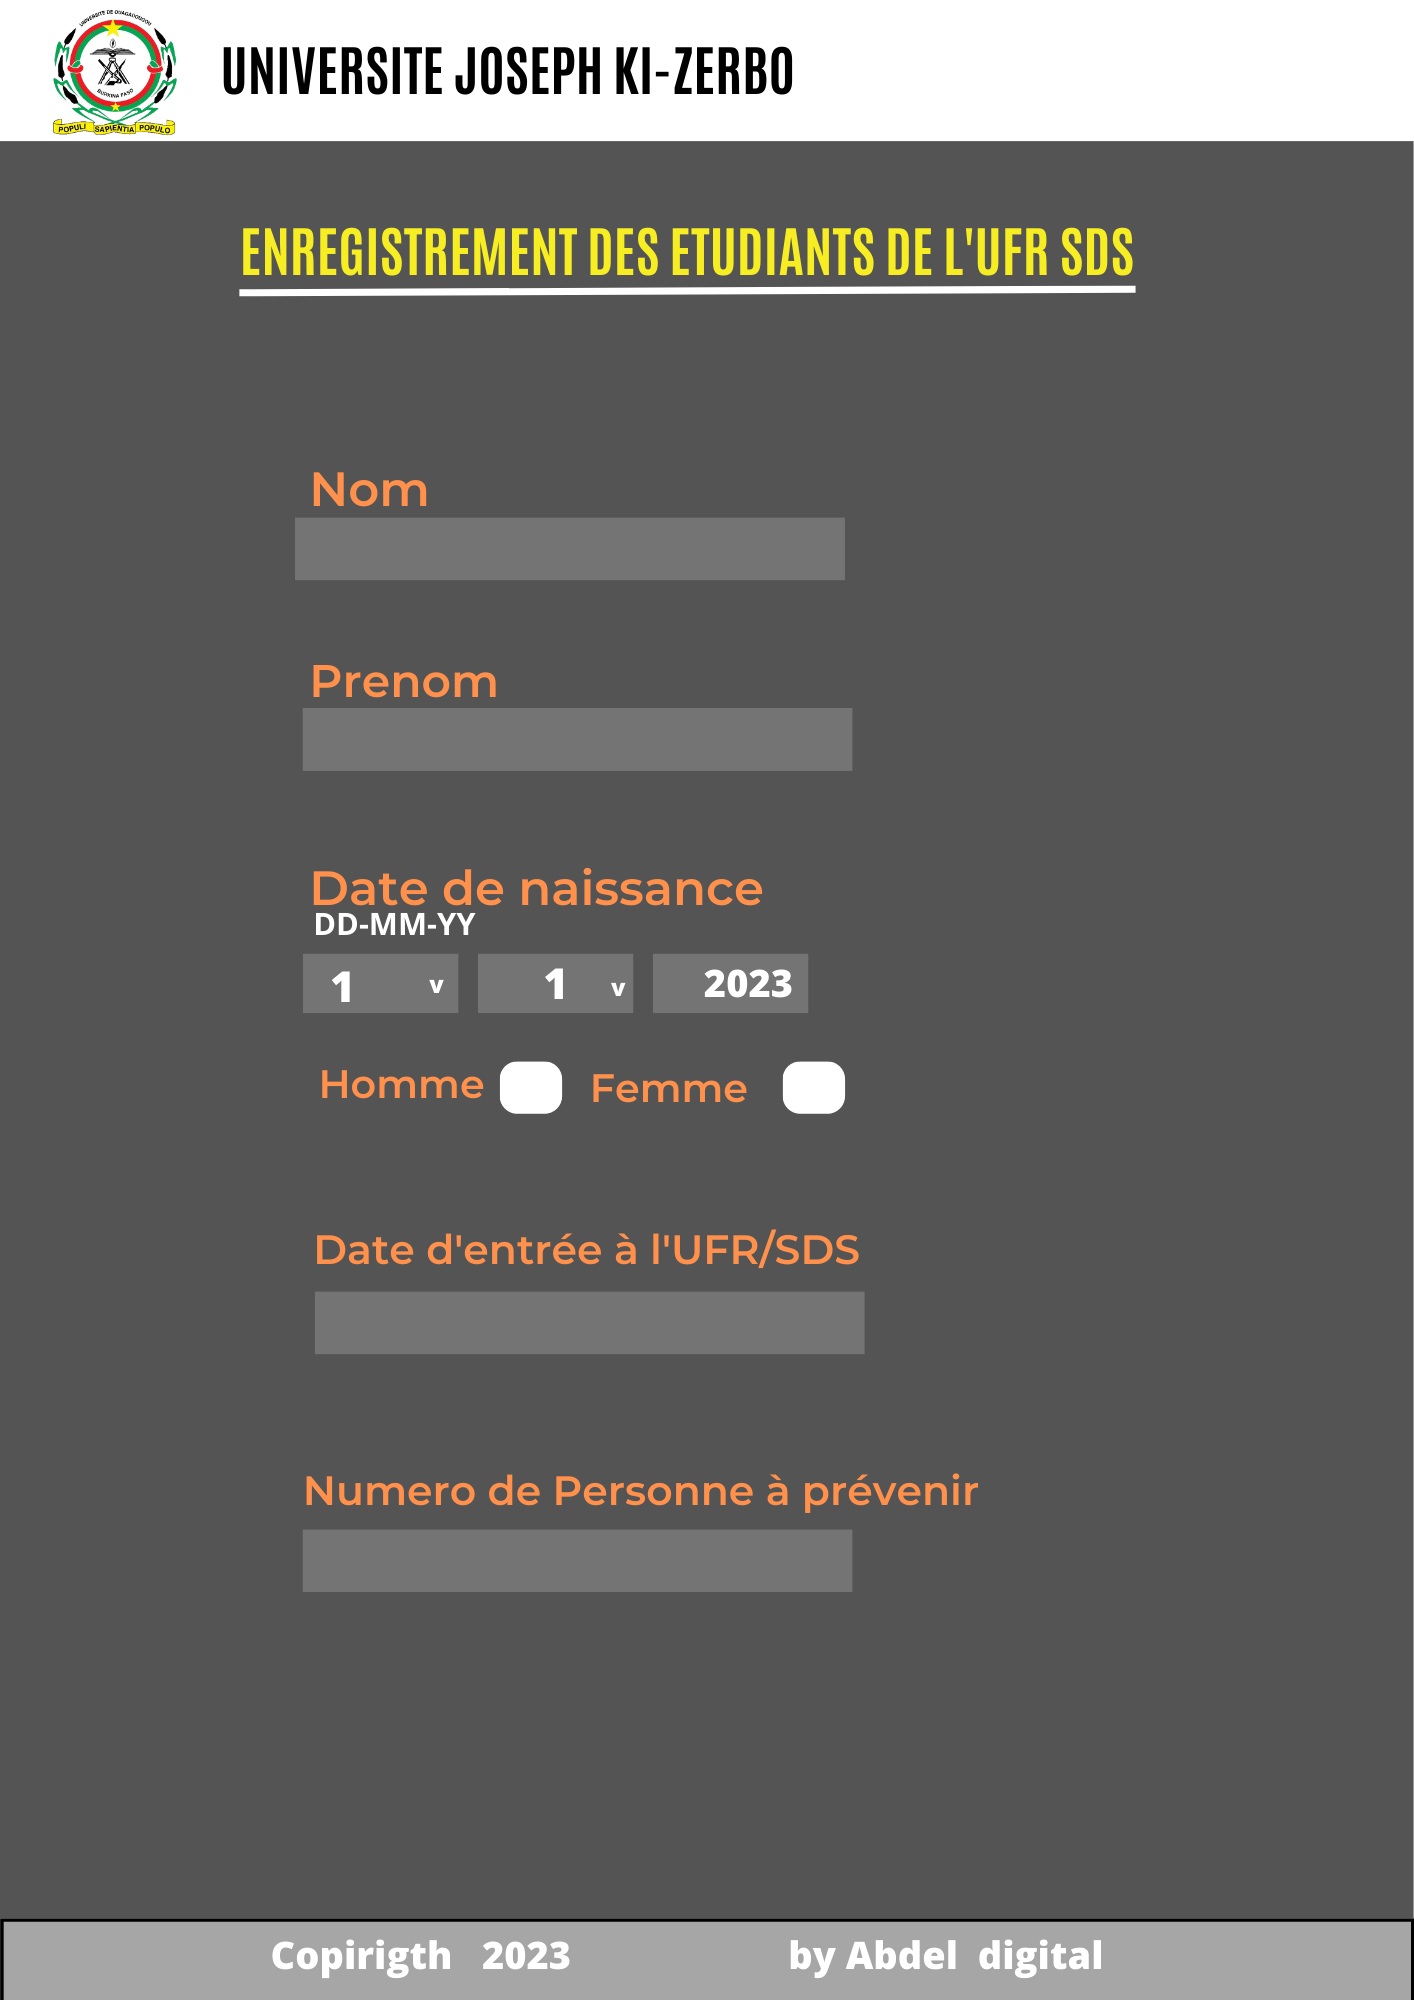 UNIVERSITE DE OUAGADOUGOU
BURKINA FASO
POPULI SAPIENTIA POPULO
UNIVERSITE JOSEPH KI-ZERBO
ENREGISTREMENT DES ETUDIANTS DE L'UFR SDS
Nom
Prenom
Date de naissance
DD-MM-YY
1 v 1 v 2023
Homme Femme
Date d'entrée à l'UFR/SDS
Numero de Personne à prévenir
Copirigth 2023 by Abdel digital